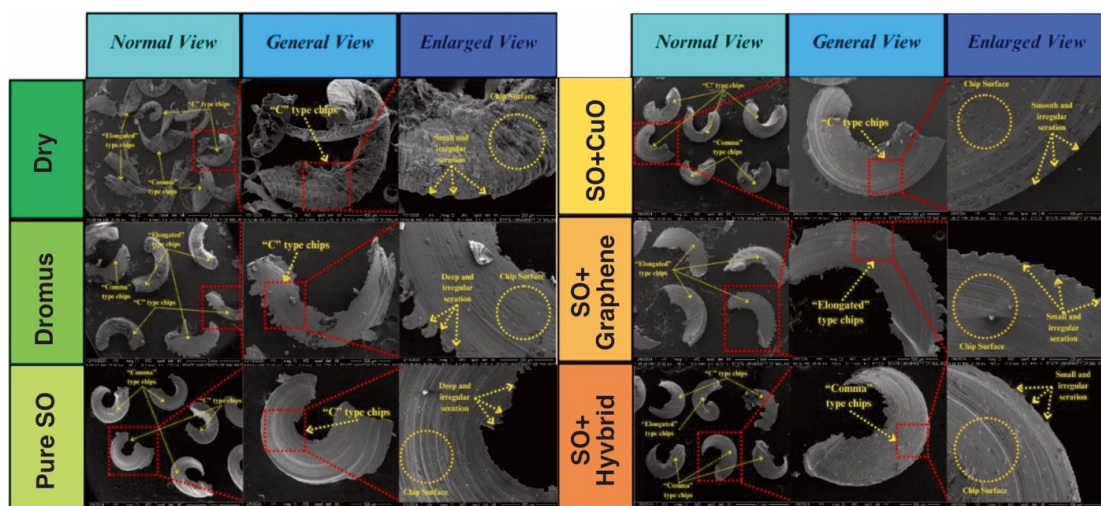 Normal View
General View
Enlarged View
Normal View
General View
Enlarged View
Dry
"C" type chips
"Elongated"
type chips
"Comma"
type chips
"C" type chips
Chip Surface
Small and
irregular
seration
SO+CuO
"C" type chips
"Comma"
type chips
"C" type chips
Chip Surface
Smooth and
irregular
seration
Dromus
"Elongated"
type chips
"Comma"
type chips
"C" type chips
"C" type chips
Deep and
irregular
seration
Chip Surface
SO+
Graphene
"Elongated"
type chips
"Elongated"
type chips
Chip Surface
Small and
irregular
seration
Pure SO
"Comma"
type chips
"C" type chips
"C" type chips
Deep and
irregular
seration
Chip Surface
SO+
Hyvbrid
"C" type chips
"Elongated"
type chips
"Comma"
type chips
"Comma"
type chips
Small and
irregular
seration
Chip Surface